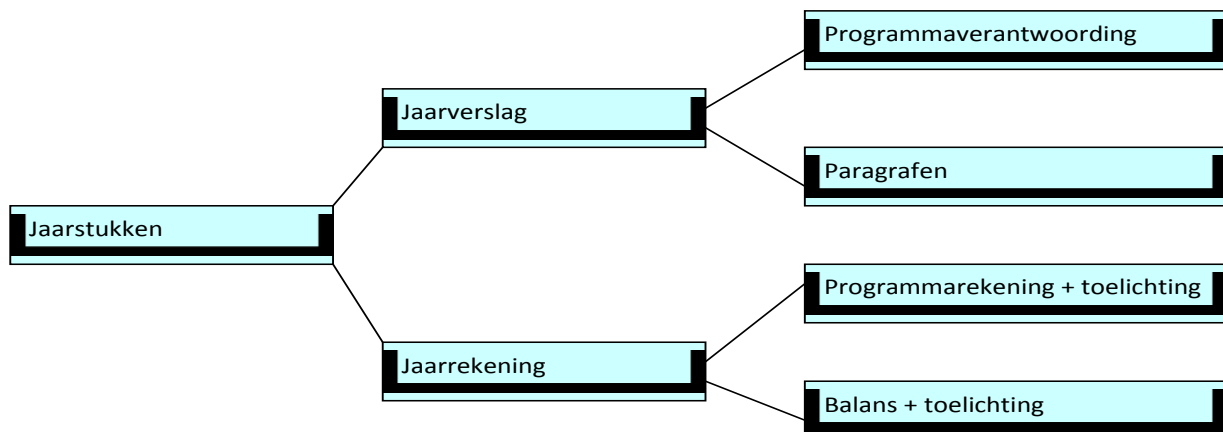 Programmaverantwoording
Jaarverslag
Paragrafen
Jaarstukken
Programmarekening + toelichting
Jaarrekening
Balans + toelichting